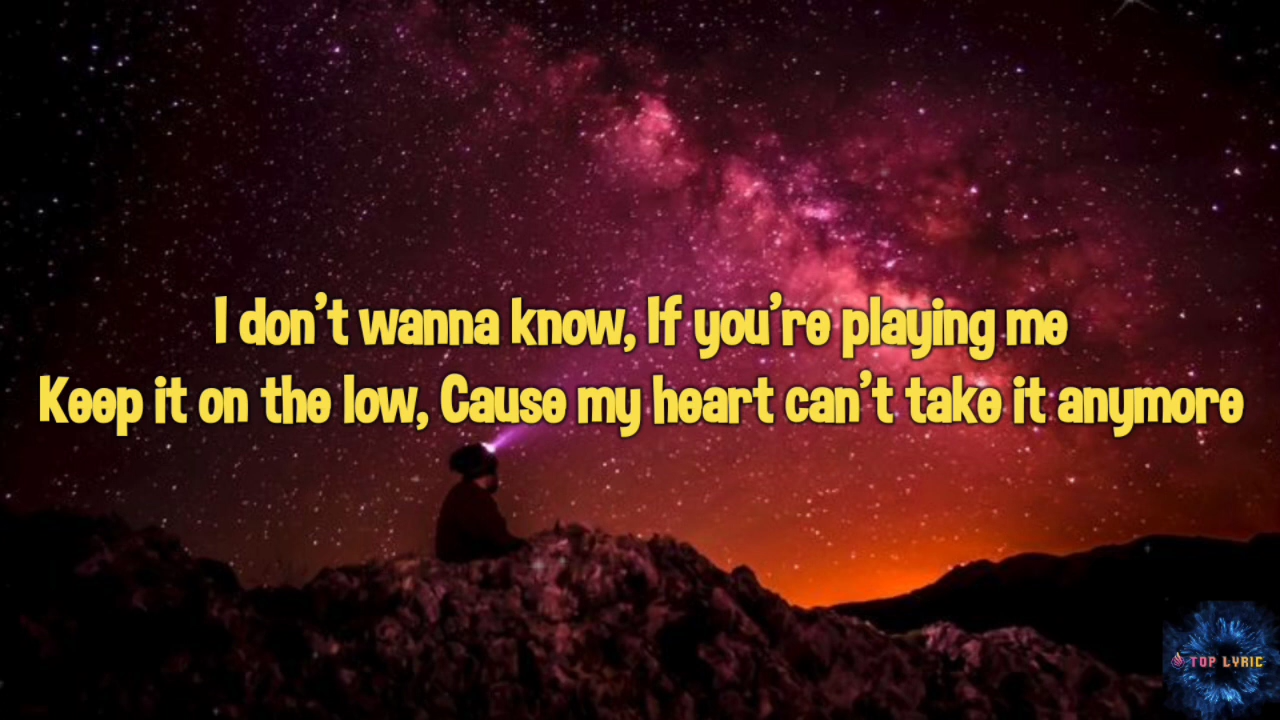 I don't wanna know, If you're playing me
Keep it on the low, Cause my heart can't take it anymore
TOP LYRIC